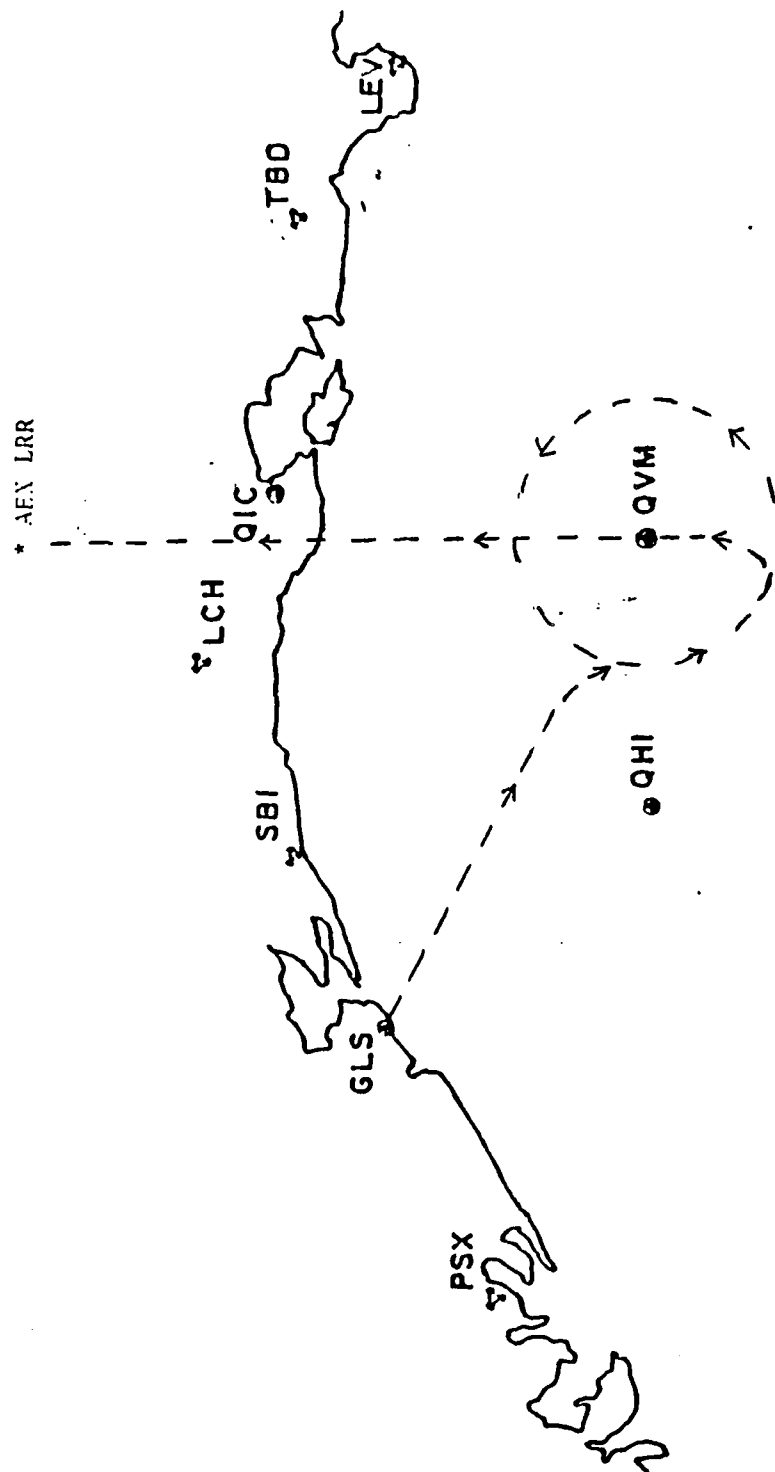 * AEX LRR
LEV
TBD
QIC
LCH
QVM
SBI
QHI
GLS
PSX